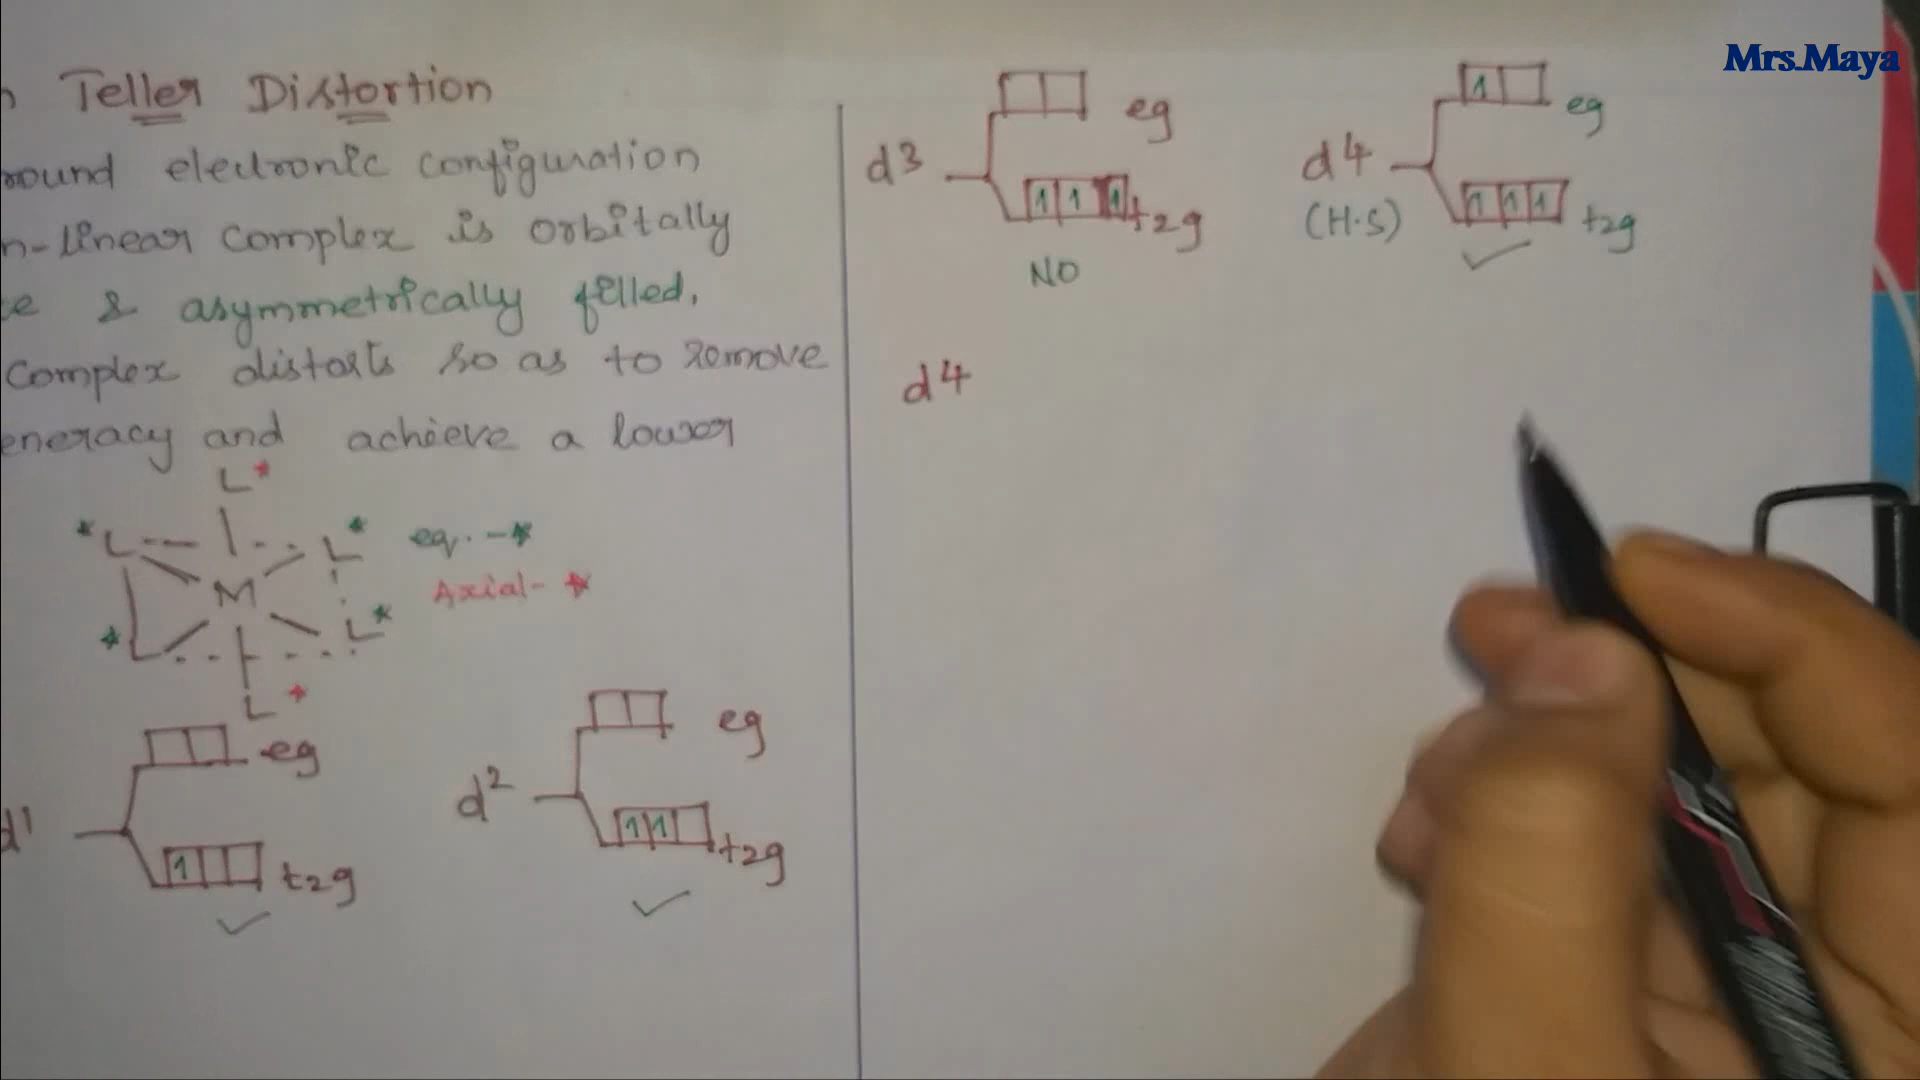 Teller Distortion
round electronic configuration
n-linear complex is orbitally
te & asymmetrically filled,
Complex distorts so as to remove
eneracy and achieve a lower
L*
*L L* eq. - *
M Axial - *
* L L*
L *
eg
d1
1 t2g
eg
d2
1 1 t2g
eg
d3
1 1 1 t2g
NO
1 eg
d4
(H.S) 1 1 1 t2g
d4
Mrs.Maya